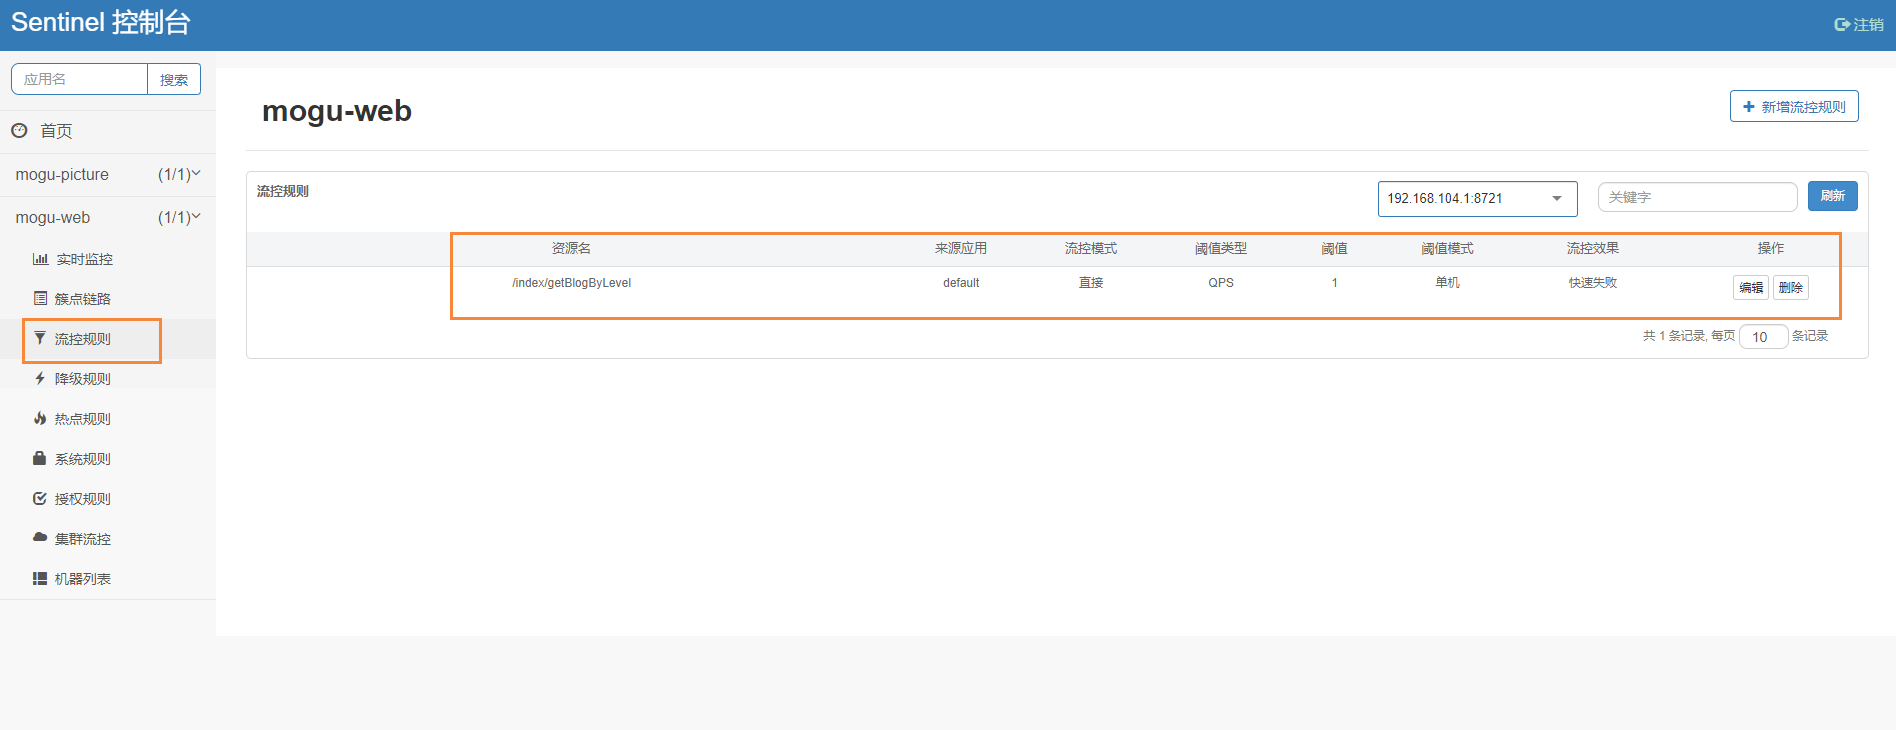 Sentinel 控制台
注销
应用名
搜索
首页
mogu-picture (1/1)
mogu-web (1/1)
实时监控
簇点链路
流控规则
降级规则
热点规则
系统规则
授权规则
集群流控
机器列表
mogu-web
新增流控规则
流控规则
192.168.104.1:8721
关键字
刷新
资源名 来源应用 流控模式 阈值类型 阈值 阈值模式 流控效果 操作
/index/getBlogByLevel default 直接 QPS 1 单机 快速失败 编辑 删除
共 1 条记录, 每页 10 条记录